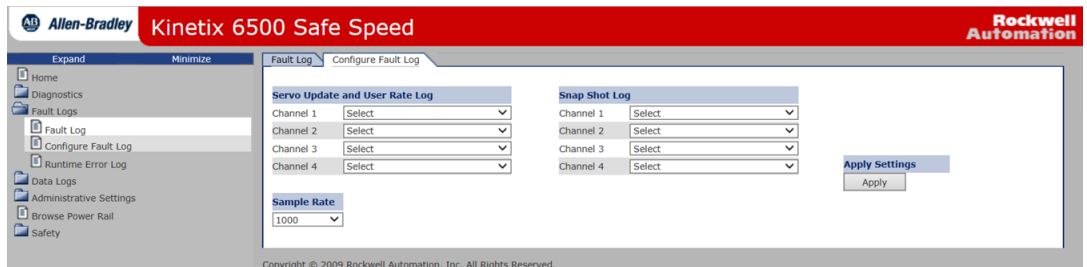 AB Allen-Bradley Kinetix 6500 Safe Speed Rockwell Automation
Expand Minimize
Home
Diagnostics
Fault Logs
Fault Log
Configure Fault Log
Runtime Error Log
Data Logs
Administrative Settings
Browse Power Rail
Safety
Fault Log Configure Fault Log
Servo Update and User Rate Log
Channel 1 Select
Channel 2 Select
Channel 3 Select
Channel 4 Select
Sample Rate
1000
Snap Shot Log
Channel 1 Select
Channel 2 Select
Channel 3 Select
Channel 4 Select
Apply Settings
Apply
Copyright © 2009 Rockwell Automation, Inc. All Rights Reserved.